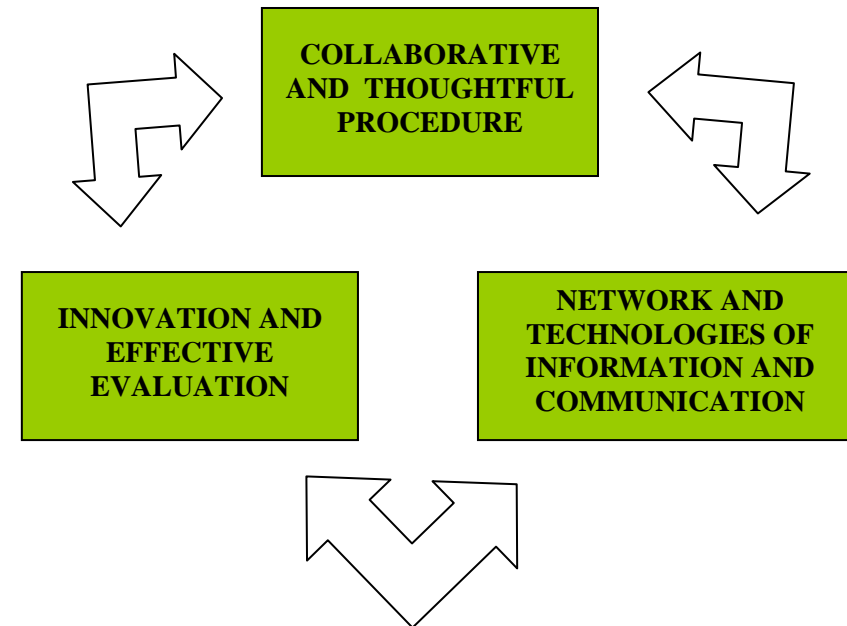 COLLABORATIVE
AND THOUGHTFUL
PROCEDURE
INNOVATION AND
EFFECTIVE
EVALUATION
NETWORK AND
TECHNOLOGIES OF
INFORMATION AND
COMMUNICATION